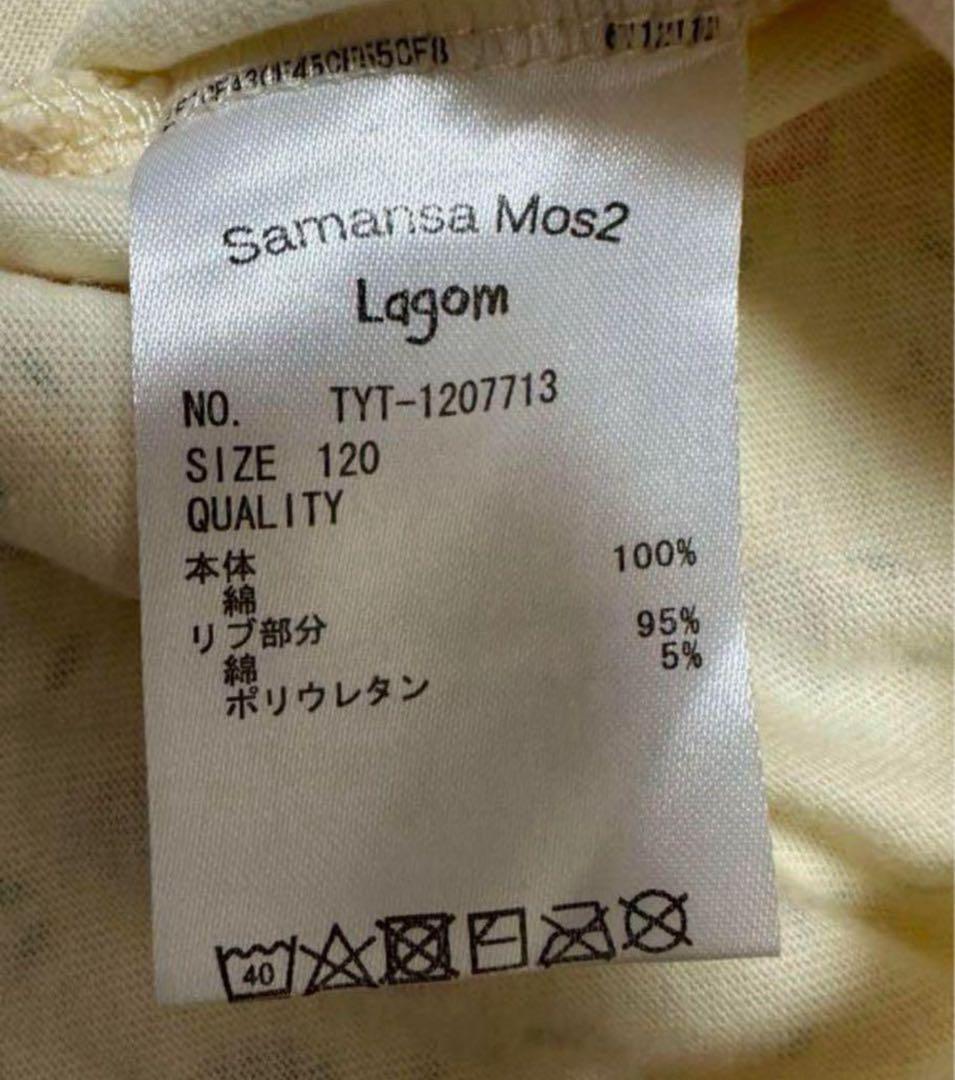 Samansa Mos2
Lagom
NO. TYT-1207713
SIZE 120
QUALITY
本体 100%
綿
リブ部分 95%
綿 5%
ポリウレタン
40